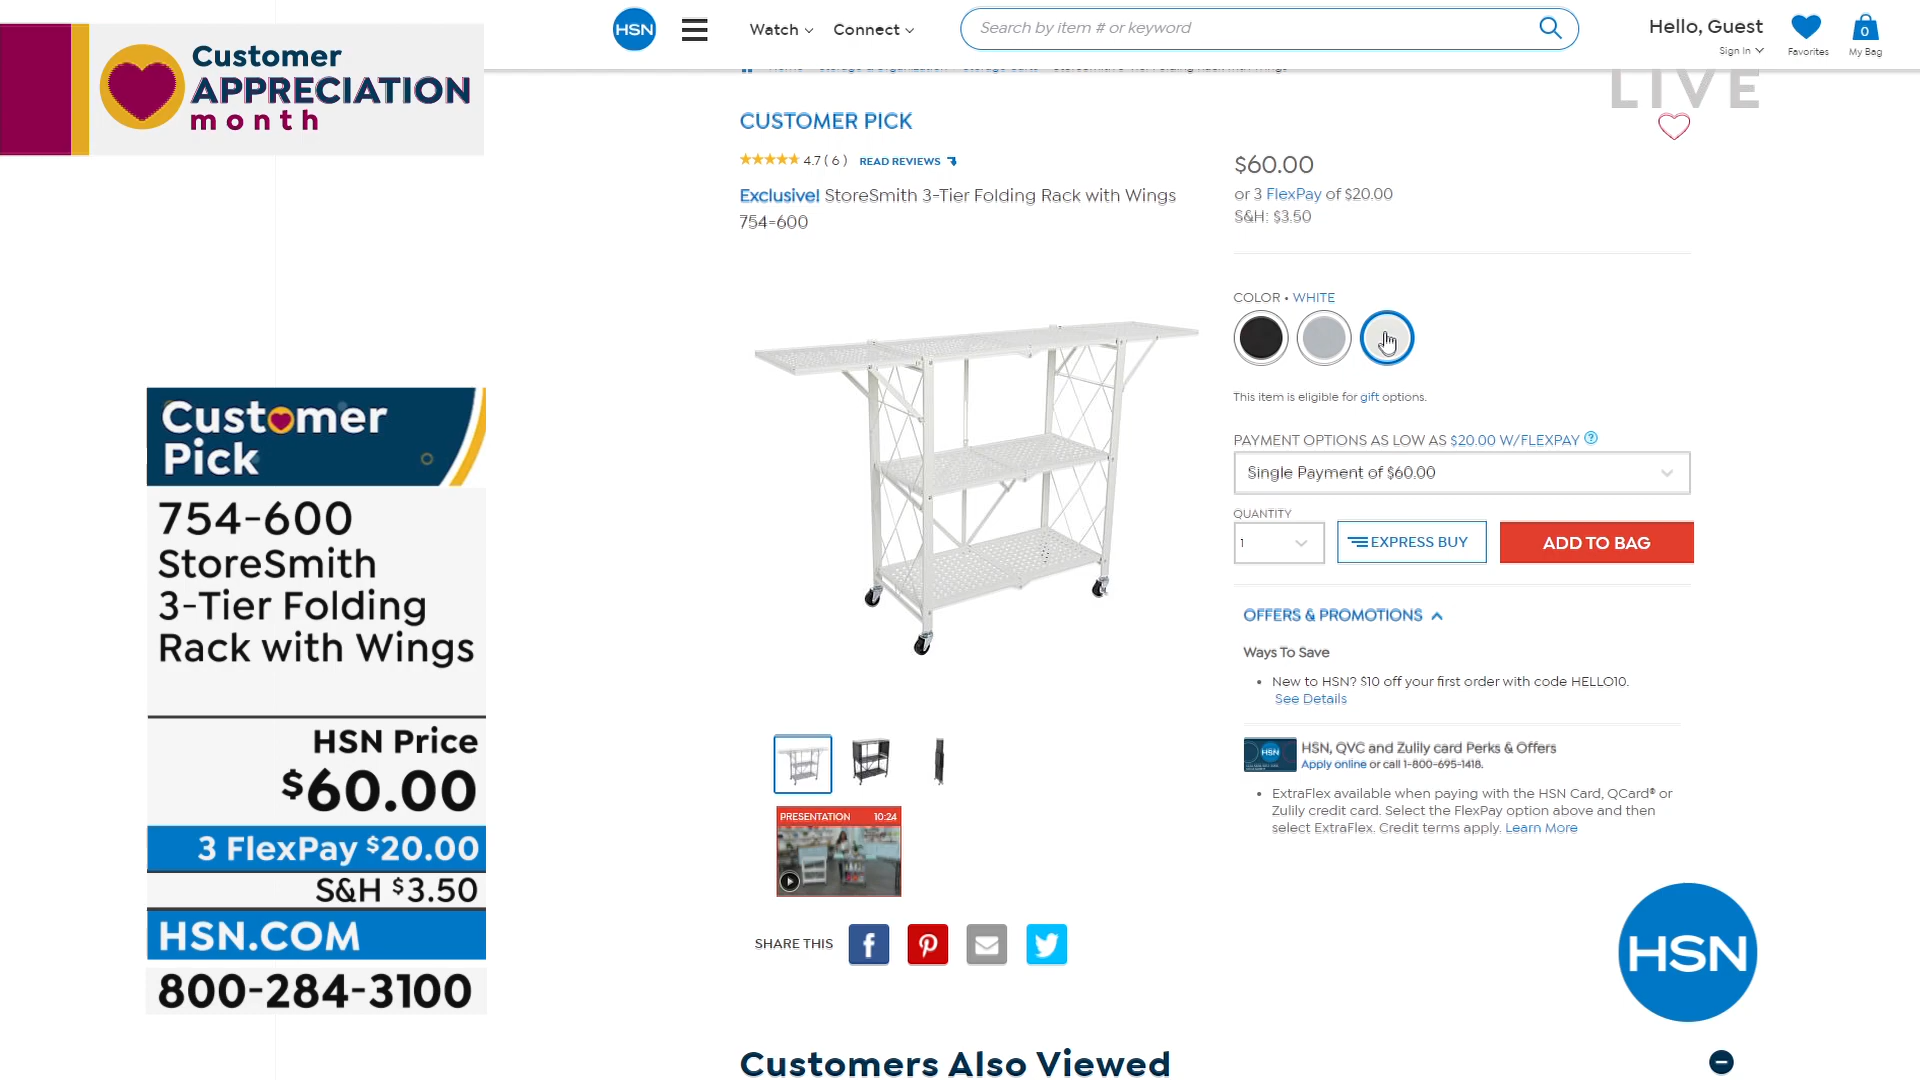 Customer
APPRECIATION
month
HSN
Watch
Connect
Search by item # or keyword
Hello, Guest
Sign In
Favorites
0
My Bag
LIVE
CUSTOMER PICK
4.7 ( 6 ) READ REVIEWS
Exclusive! StoreSmith 3-Tier Folding Rack with Wings
754-600
$60.00
or 3 FlexPay of $20.00
S&H: $3.50
COLOR • WHITE
This item is eligible for gift options.
PAYMENT OPTIONS AS LOW AS $20.00 W/FLEXPAY ?
Single Payment of $60.00
QUANTITY
1
EXPRESS BUY
ADD TO BAG
OFFERS & PROMOTIONS
Ways To Save
• New to HSN? $10 off your first order with code HELLO10.
See Details
HSN
HSN, QVC and Zulily card Perks & Offers
Apply online or call 1-800-695-1418.
• ExtraFlex available when paying with the HSN Card, QCard® or
Zulily credit card. Select the FlexPay option above and then
select ExtraFlex. Credit terms apply. Learn More
PRESENTATION 10:24
SHARE THIS
Customers Also Viewed
Customer
Pick
754-600
StoreSmith
3-Tier Folding
Rack with Wings
HSN Price
$60.00
3 FlexPay $20.00
S&H $3.50
HSN.COM
800-284-3100
HSN